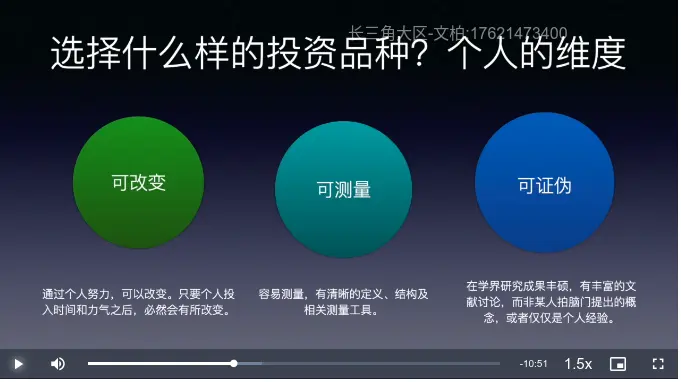 长三角大区-文柏:17621473400
选择什么样的投资品种？个人的维度
可改变
可测量
可证伪
通过个人努力，可以改变。只要个人投
入时间和力气之后，必然会有所改变。
容易测量，有清晰的定义、结构及
相关测量工具。
在学界研究成果丰硕，有丰富的文
献讨论，而非某人拍脑门提出的概
念，或者仅仅是个人经验。
-10:51
1.5x